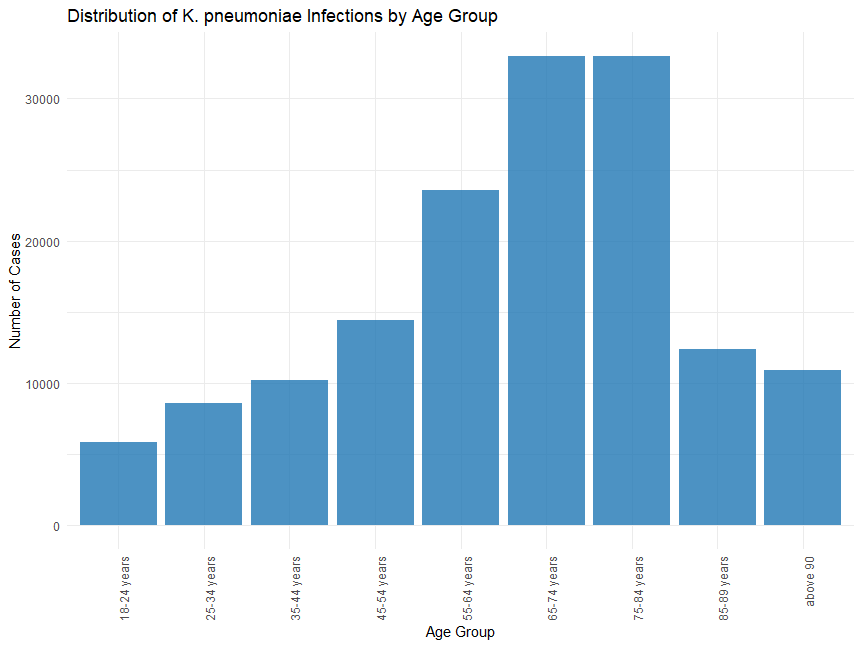 Distribution of K. pneumoniae Infections by Age Group
Number of Cases
30000
20000
10000
0
18-24 years
25-34 years
35-44 years
45-54 years
55-64 years
65-74 years
75-84 years
85-89 years
above 90
Age Group